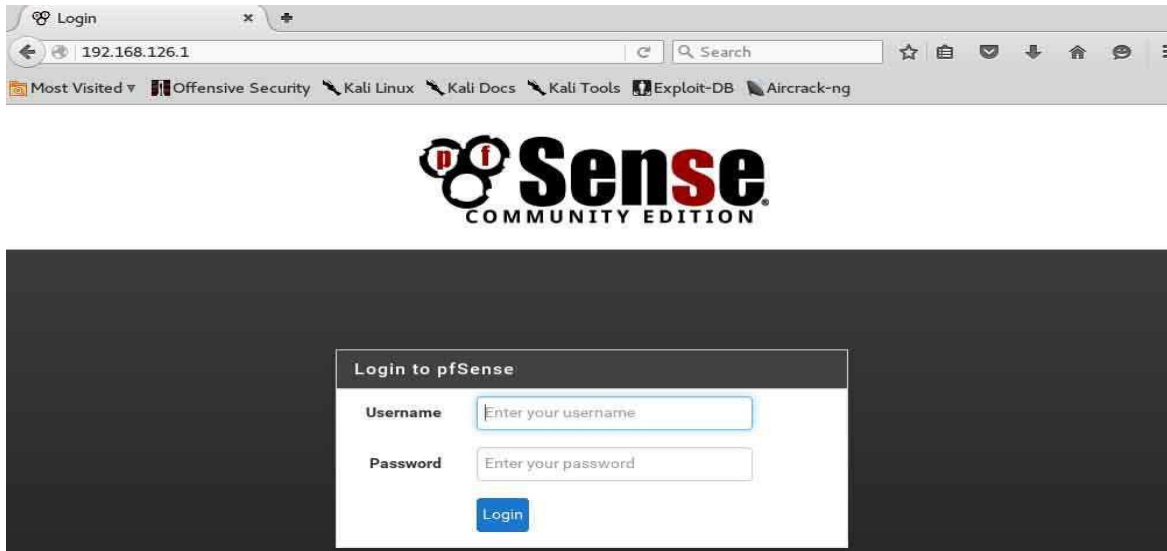 Login
192.168.126.1
Search
Most Visited Offensive Security Kali Linux Kali Docs Kali Tools Exploit-DB Aircrack-ng
pf Sense®
COMMUNITY EDITION
Login to pfSense
Username Enter your username
Password Enter your password
Login